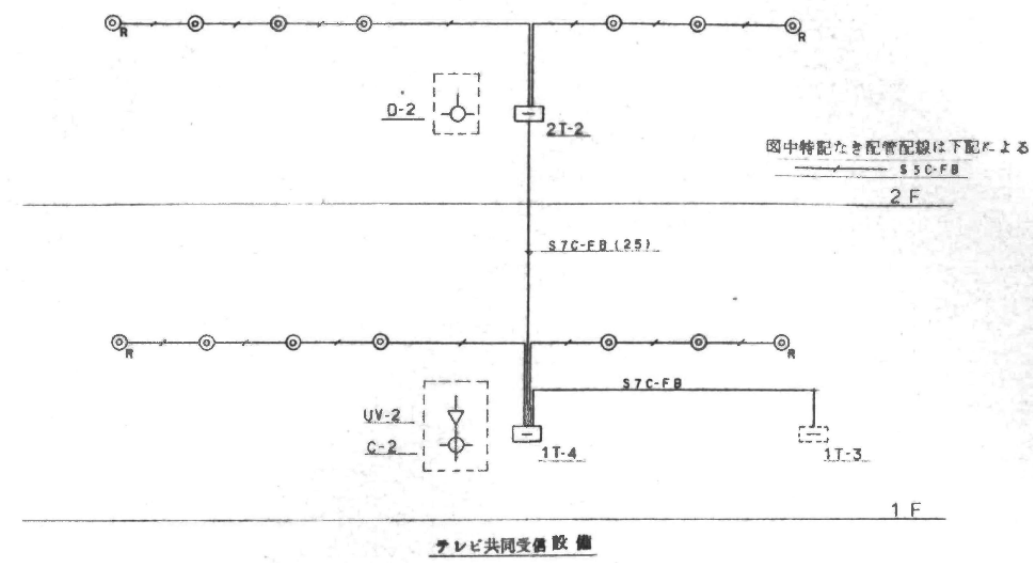 R
R
D-2
2T-2
図中特記なき配管配線は下記による
S5C-FB
2F
S7C-FB(25)
R
R
S7C-FB
UV-2
C-2
1T-4
1T-3
1F
テレビ共同受信設備